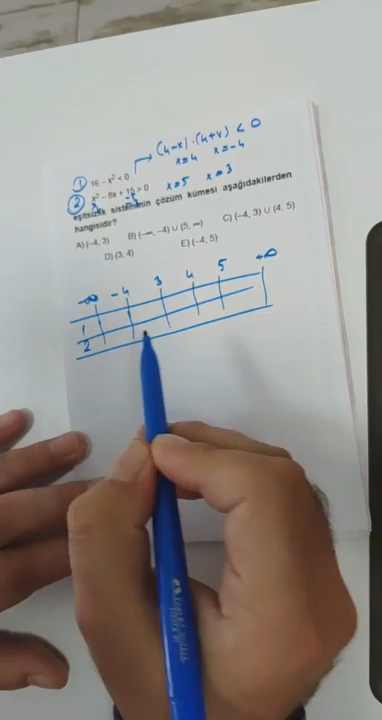 (4-x).(4+x) < 0
x=4 x=-4
1 16 - x² < 0
2 x² - 8x + 15 > 0
x -5
x=5 x=3
eşitsizlik sisteminin çözüm kümesi aşağıdakilerden
hangisidir?
A) (-4, 3) B) (-∞, -4) ∪ (5, ∞) C) (-4, 3) ∪ (4, 5)
D) (3, 4) E) (-4, 5)
-∞ -4 3 4 5 +∞
1
2